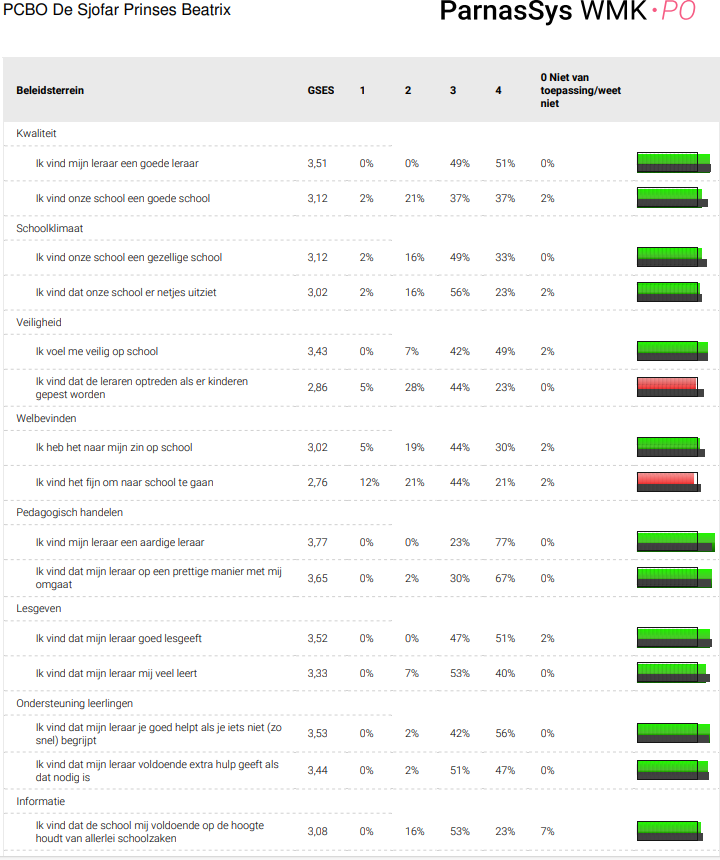 PCBO De Sjofar Prinses Beatrix
ParnasSys WMK·PO
Beleidsterrein GSES 1 2 3 4 0 Niet van
toepassing/weet
niet
Kwaliteit
Ik vind mijn leraar een goede leraar 3,51 0% 0% 49% 51% 0%
Ik vind onze school een goede school 3,12 2% 21% 37% 37% 2%
Schoolklimaat
Ik vind onze school een gezellige school 3,12 2% 16% 49% 33% 0%
Ik vind dat onze school er netjes uitziet 3,02 2% 16% 56% 23% 2%
Veiligheid
Ik voel me veilig op school 3,43 0% 7% 42% 49% 2%
Ik vind dat de leraren optreden als er kinderen
gepest worden 2,86 5% 28% 44% 23% 0%
Welbevinden
Ik heb het naar mijn zin op school 3,02 5% 19% 44% 30% 2%
Ik vind het fijn om naar school te gaan 2,76 12% 21% 44% 21% 2%
Pedagogisch handelen
Ik vind mijn leraar een aardige leraar 3,77 0% 0% 23% 77% 0%
Ik vind dat mijn leraar op een prettige manier met mij
omgaat 3,65 0% 2% 30% 67% 0%
Lesgeven
Ik vind dat mijn leraar goed lesgeeft 3,52 0% 0% 47% 51% 2%
Ik vind dat mijn leraar mij veel leert 3,33 0% 7% 53% 40% 0%
Ondersteuning leerlingen
Ik vind dat mijn leraar je goed helpt als je iets niet (zo
snel) begrijpt 3,53 0% 2% 42% 56% 0%
Ik vind dat mijn leraar voldoende extra hulp geeft als
dat nodig is 3,44 0% 2% 51% 47% 0%
Informatie
Ik vind dat de school mij voldoende op de hoogte
houdt van allerlei schoolzaken 3,08 0% 16% 53% 23% 7%